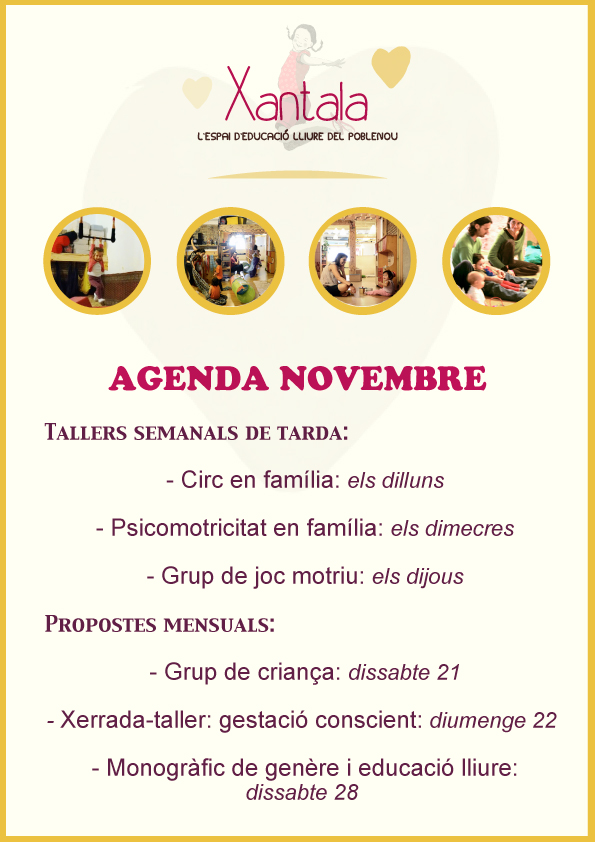 Xantala
L'ESPAI D'EDUCACIÓ LLIURE DEL POBLENOU
AGENDA NOVEMBRE
TALLERS SEMANALS DE TARDA:
- Circ en família: els dilluns
- Psicomotricitat en família: els dimecres
- Grup de joc motriu: els dijous
PROPOSTES MENSUALS:
- Grup de criança: dissabte 21
- Xerrada-taller: gestació conscient: diumenge 22
- Monogràfic de genère i educació lliure:
dissabte 28